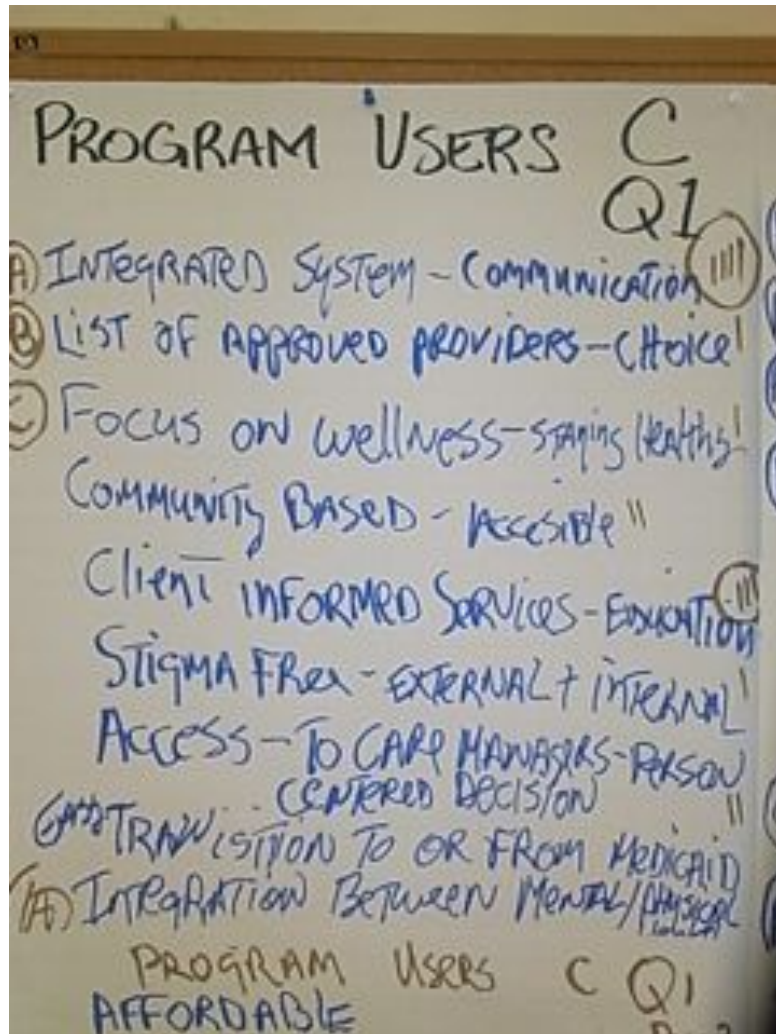 PROGRAM USERS C
Q1
(A) INTEGRATED SYSTEM - COMMUNICATION ||||
(B) LIST OF APPROVED PROVIDERS - CHOICE |
(C) FOCUS ON WELLNESS - STAYING Healthy |
COMMUNITY BASED - ACCESIBLE ||
Client INFORMED SERVICES - EDUCATION |||
STIGMA FREE - EXTERNAL + INTERNAL |
ACCESS - TO CARE MANAGERS - PERSON
CENTERED DECISION ||
TRANSISTION TO OR FROM MEDICAID
(A) INTEGRATION BETWEEN MENTAL/PHYSICAL
PROGRAM USERS C Q1
AFFORDABLE